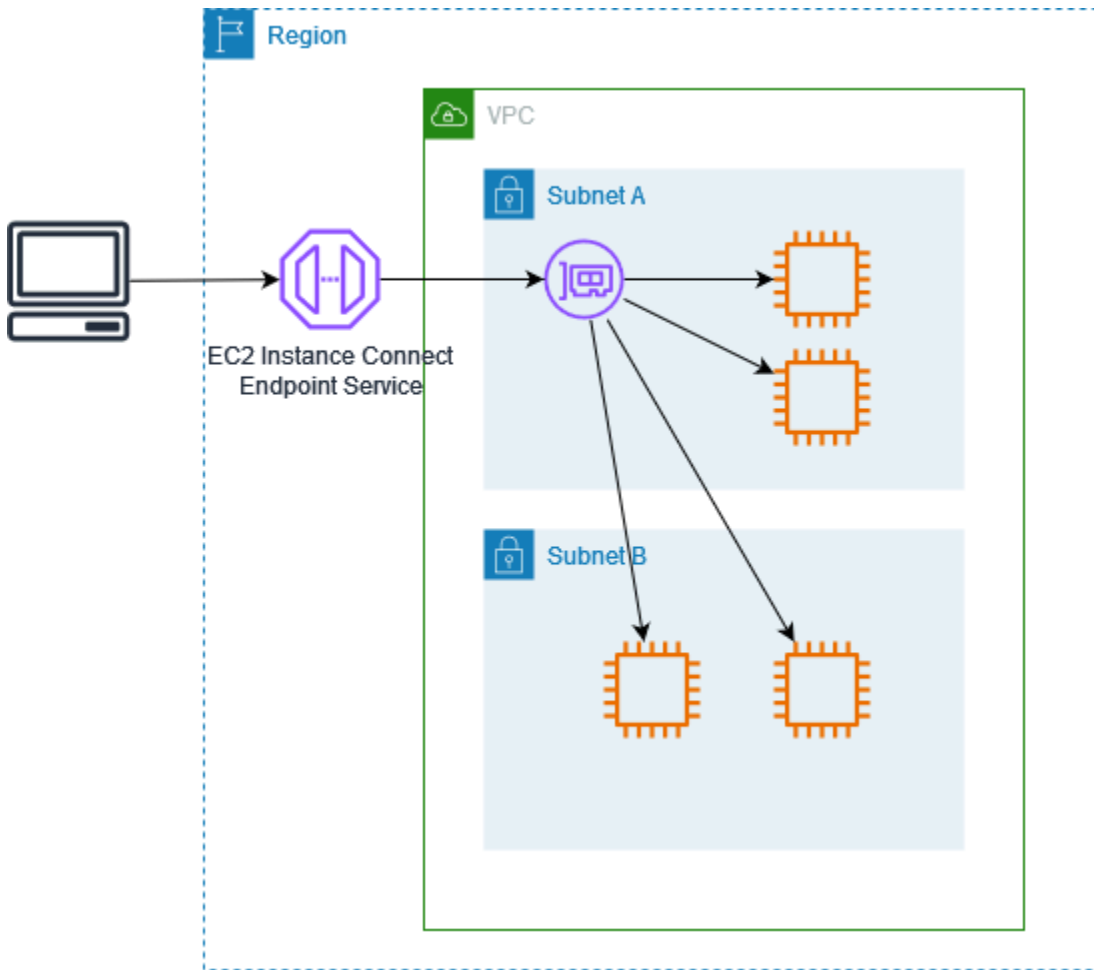 Region
VPC
Subnet A
EC2 Instance Connect
Endpoint Service
Subnet B